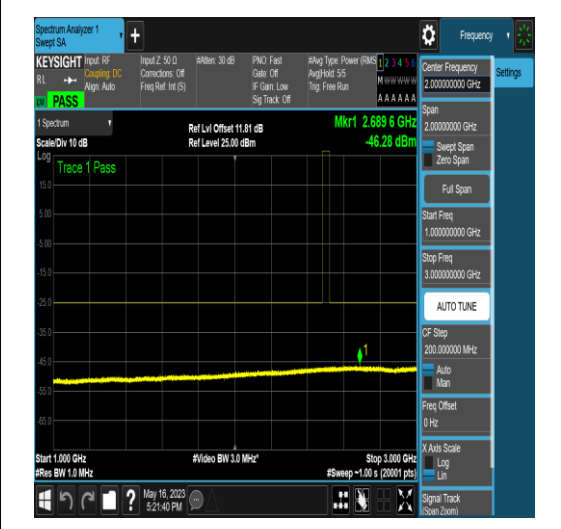 Spectrum Analyzer 1
Swept SA
+
Frequency
KEYSIGHT
Input: RF
Input Z: 50 Ω
#Atten: 30 dB
PNO: Fast
#Avg Type: Power (RMS
1 2 3 4 5 6
RL
Coupling: DC
Corrections: Off
Gate: Off
Avg|Hold: 5/5
M W W W W W
Align: Auto
Freq Ref: Int (S)
IF Gain: Low
Trig: Free Run
PASS
Sig Track: Off
A A A A A A
1 Spectrum
Ref Lvl Offset 11.81 dB
Mkr1 2.689 6 GHz
Scale/Div 10 dB
Ref Level 25.00 dBm
-46.28 dBm
Log
Trace 1 Pass
15.0
5.00
-5.00
-15.0
-25.0
-35.0
-45.0
-55.0
-65.0
1
Start 1.000 GHz
#Video BW 3.0 MHz*
Stop 3.000 GHz
#Res BW 1.0 MHz
#Sweep ~1.00 s (20001 pts)
May 16, 2023
5:21:40 PM
?
Center Frequency
2.000000000 GHz
Settings
Span
2.00000000 GHz
Swept Span
Zero Span
Full Span
Start Freq
1.000000000 GHz
Stop Freq
3.000000000 GHz
AUTO TUNE
CF Step
200.000000 MHz
Auto
Man
Freq Offset
0 Hz
X Axis Scale
Log
Lin
Signal Track
(Span Zoom)